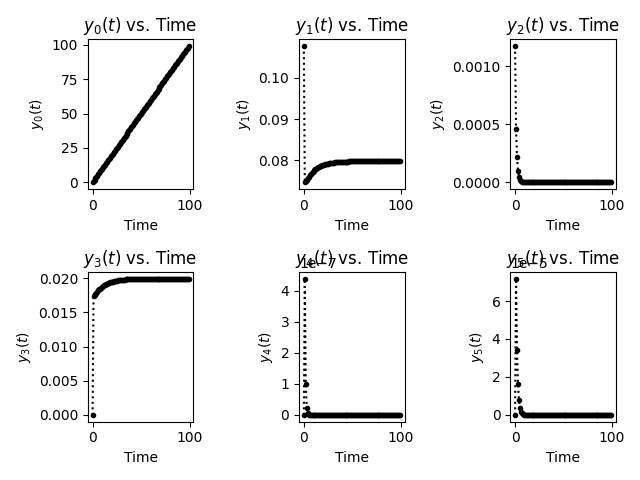 y₀(t) vs. Time
y₁(t) vs. Time
y₂(t) vs. Time
100
75
50
25
0
y₀(t)
0
100
Time
0.10
0.09
0.08
y₁(t)
0
100
Time
0.0010
0.0005
0.0000
y₂(t)
0
100
Time
y₃(t) vs. Time
y₄(t) vs. Time
y₅(t) vs. Time
0.020
0.015
0.010
0.005
0.000
y₃(t)
0
100
Time
1e−7
4
3
2
1
0
y₄(t)
0
100
Time
1e−5
6
4
2
0
y₅(t)
0
100
Time